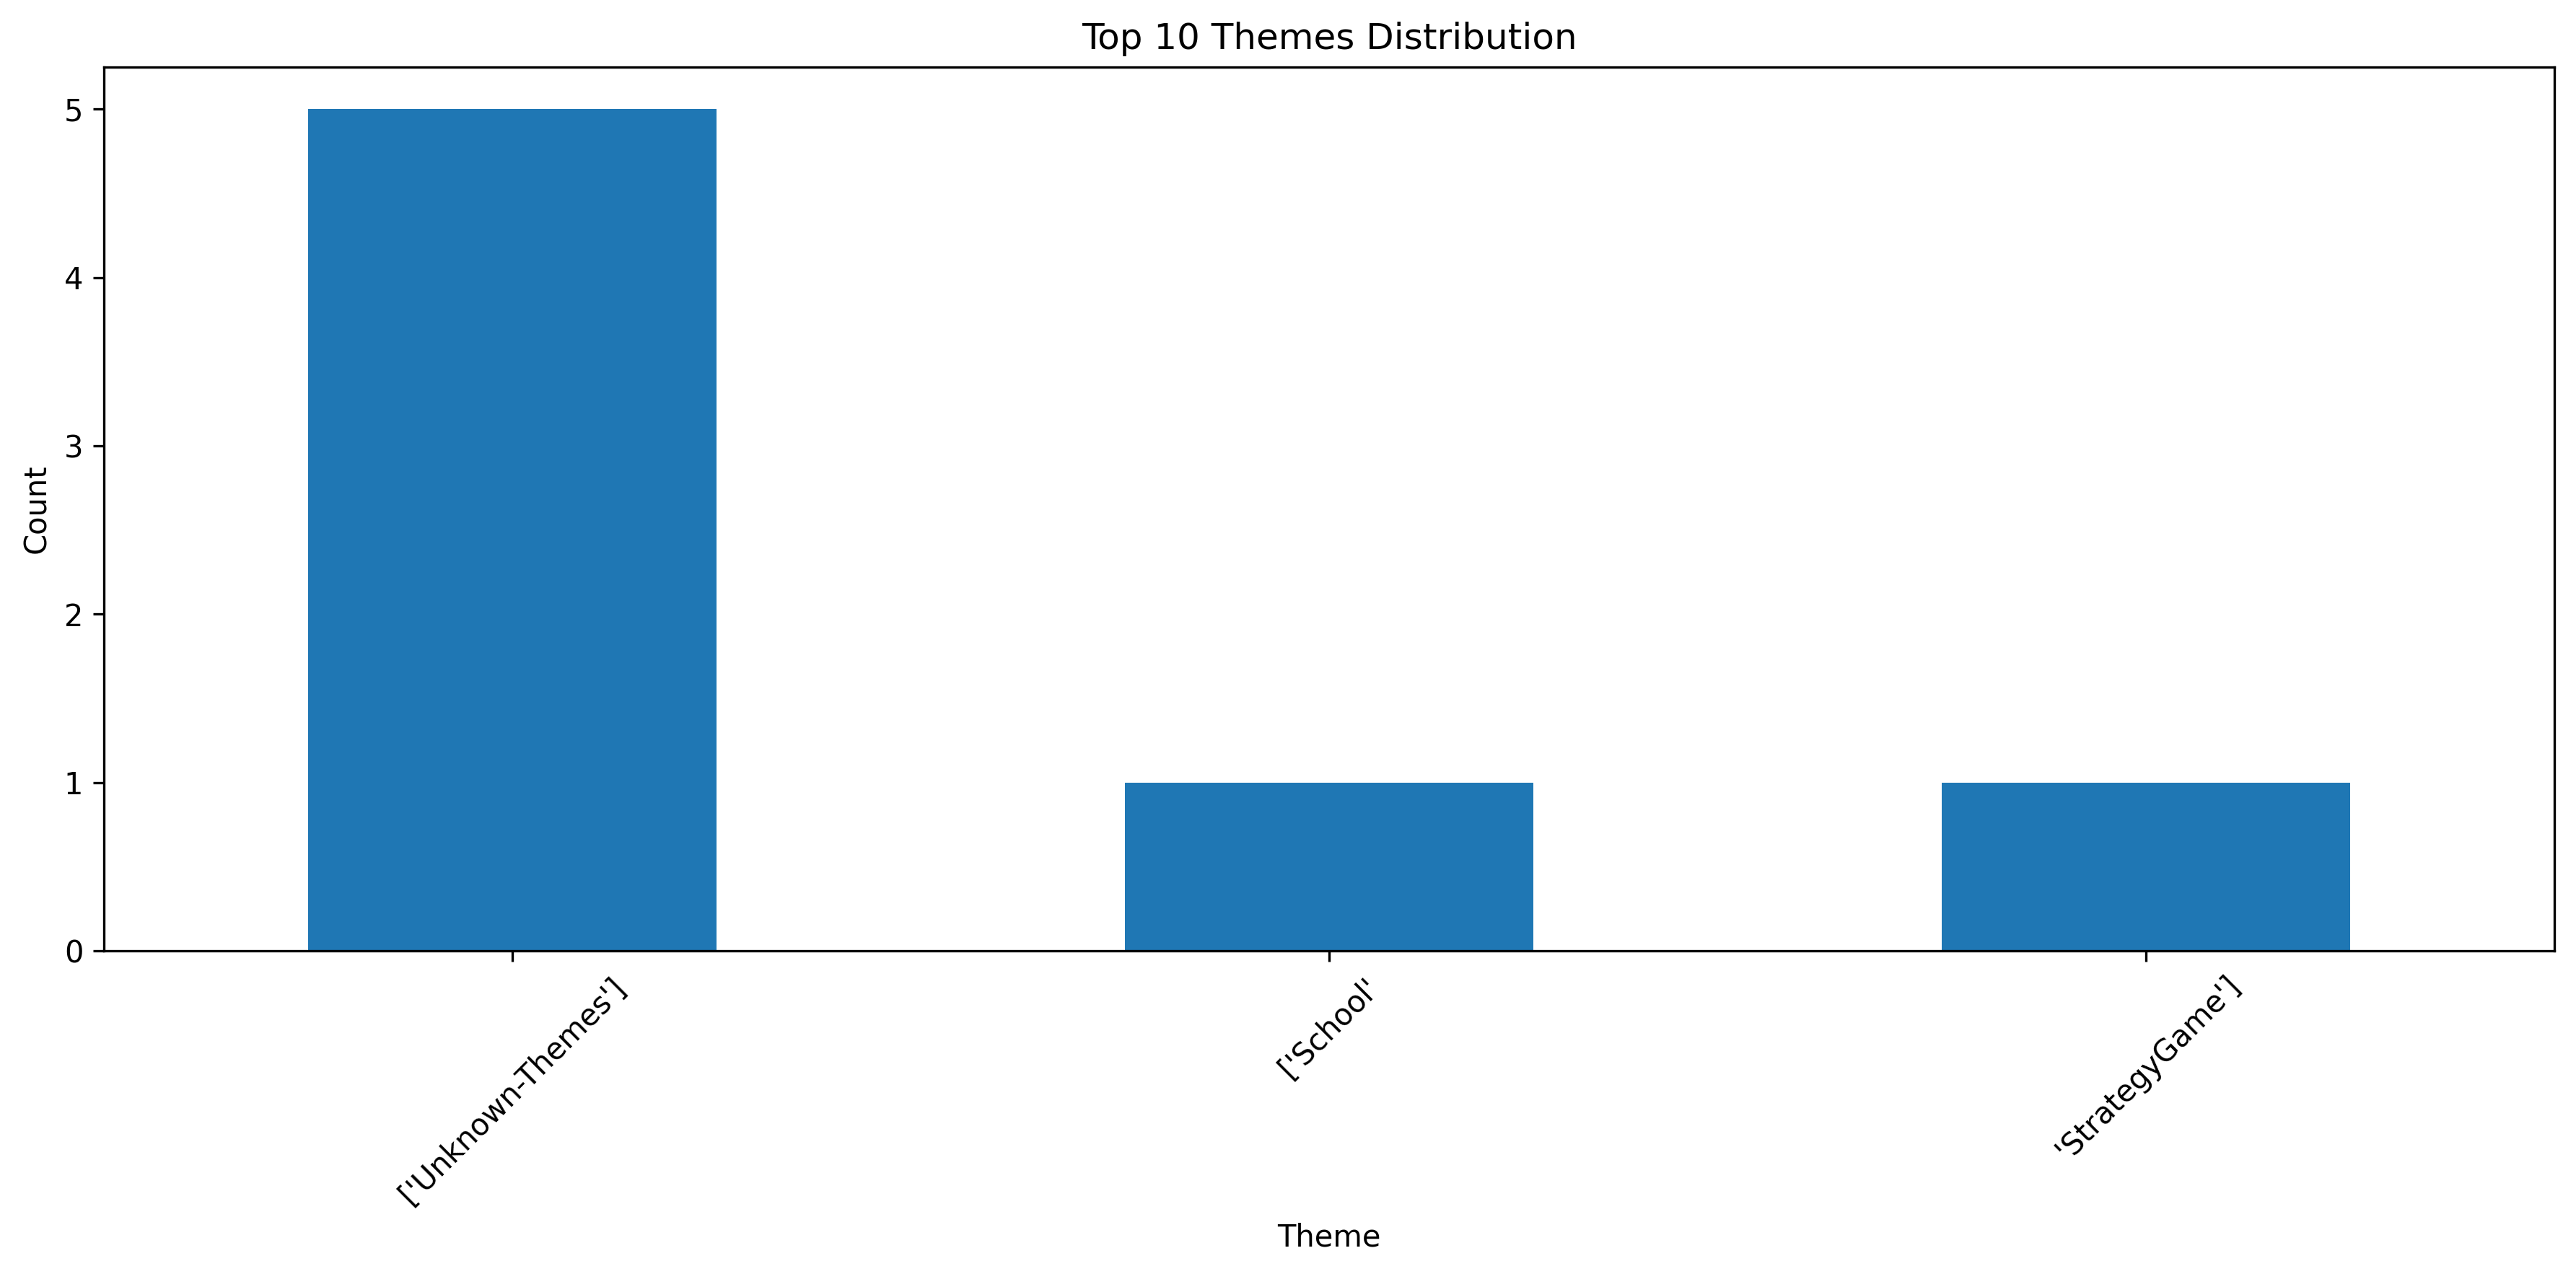 Top 10 Themes Distribution
5
4
3
2
1
0
Count
['Unknown-Themes']
['School'
'StrategyGame']
Theme